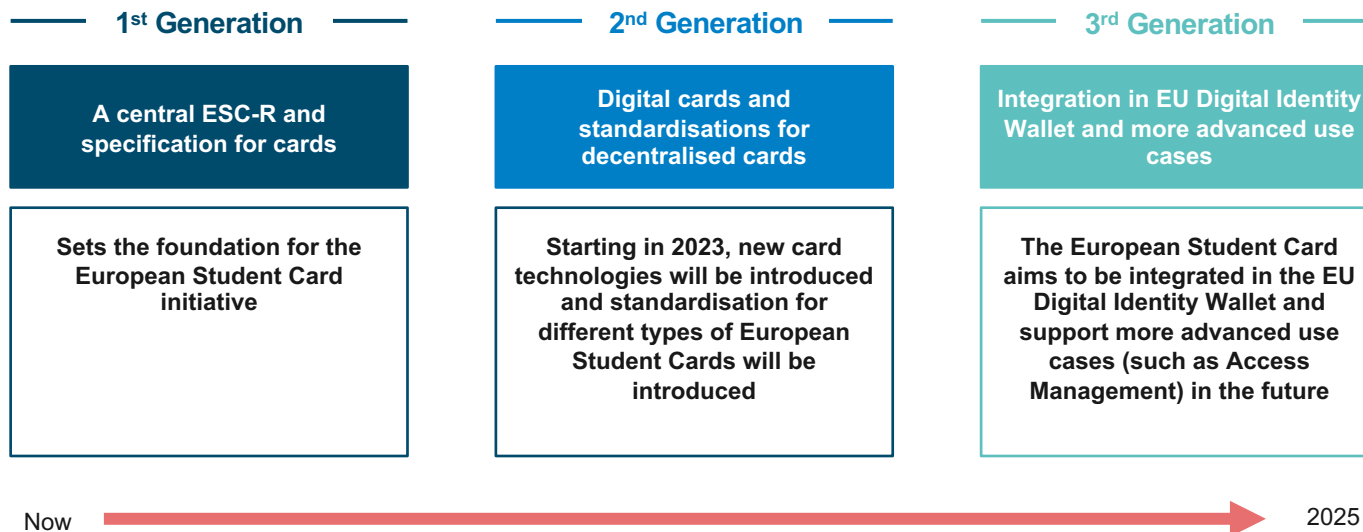 1st Generation
A central ESC-R and
specification for cards
Sets the foundation for the
European Student Card
initiative
2nd Generation
Digital cards and
standardisations for
decentralised cards
Starting in 2023, new card
technologies will be introduced
and standardisation for
different types of European
Student Cards will be
introduced
3rd Generation
Integration in EU Digital Identity
Wallet and more advanced use
cases
The European Student Card
aims to be integrated in the EU
Digital Identity Wallet and
support more advanced use
cases (such as Access
Management) in the future
Now
2025